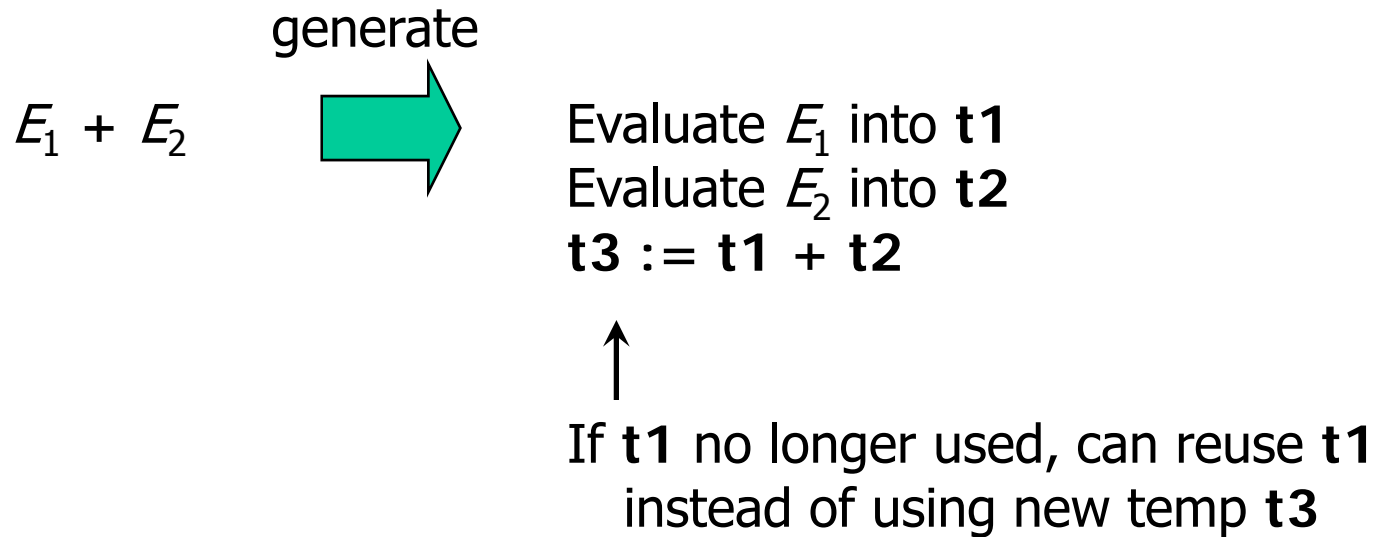 generate
E₁ + E₂
Evaluate E₁ into t1
Evaluate E₂ into t2
t3 := t1 + t2
If t1 no longer used, can reuse t1
instead of using new temp t3